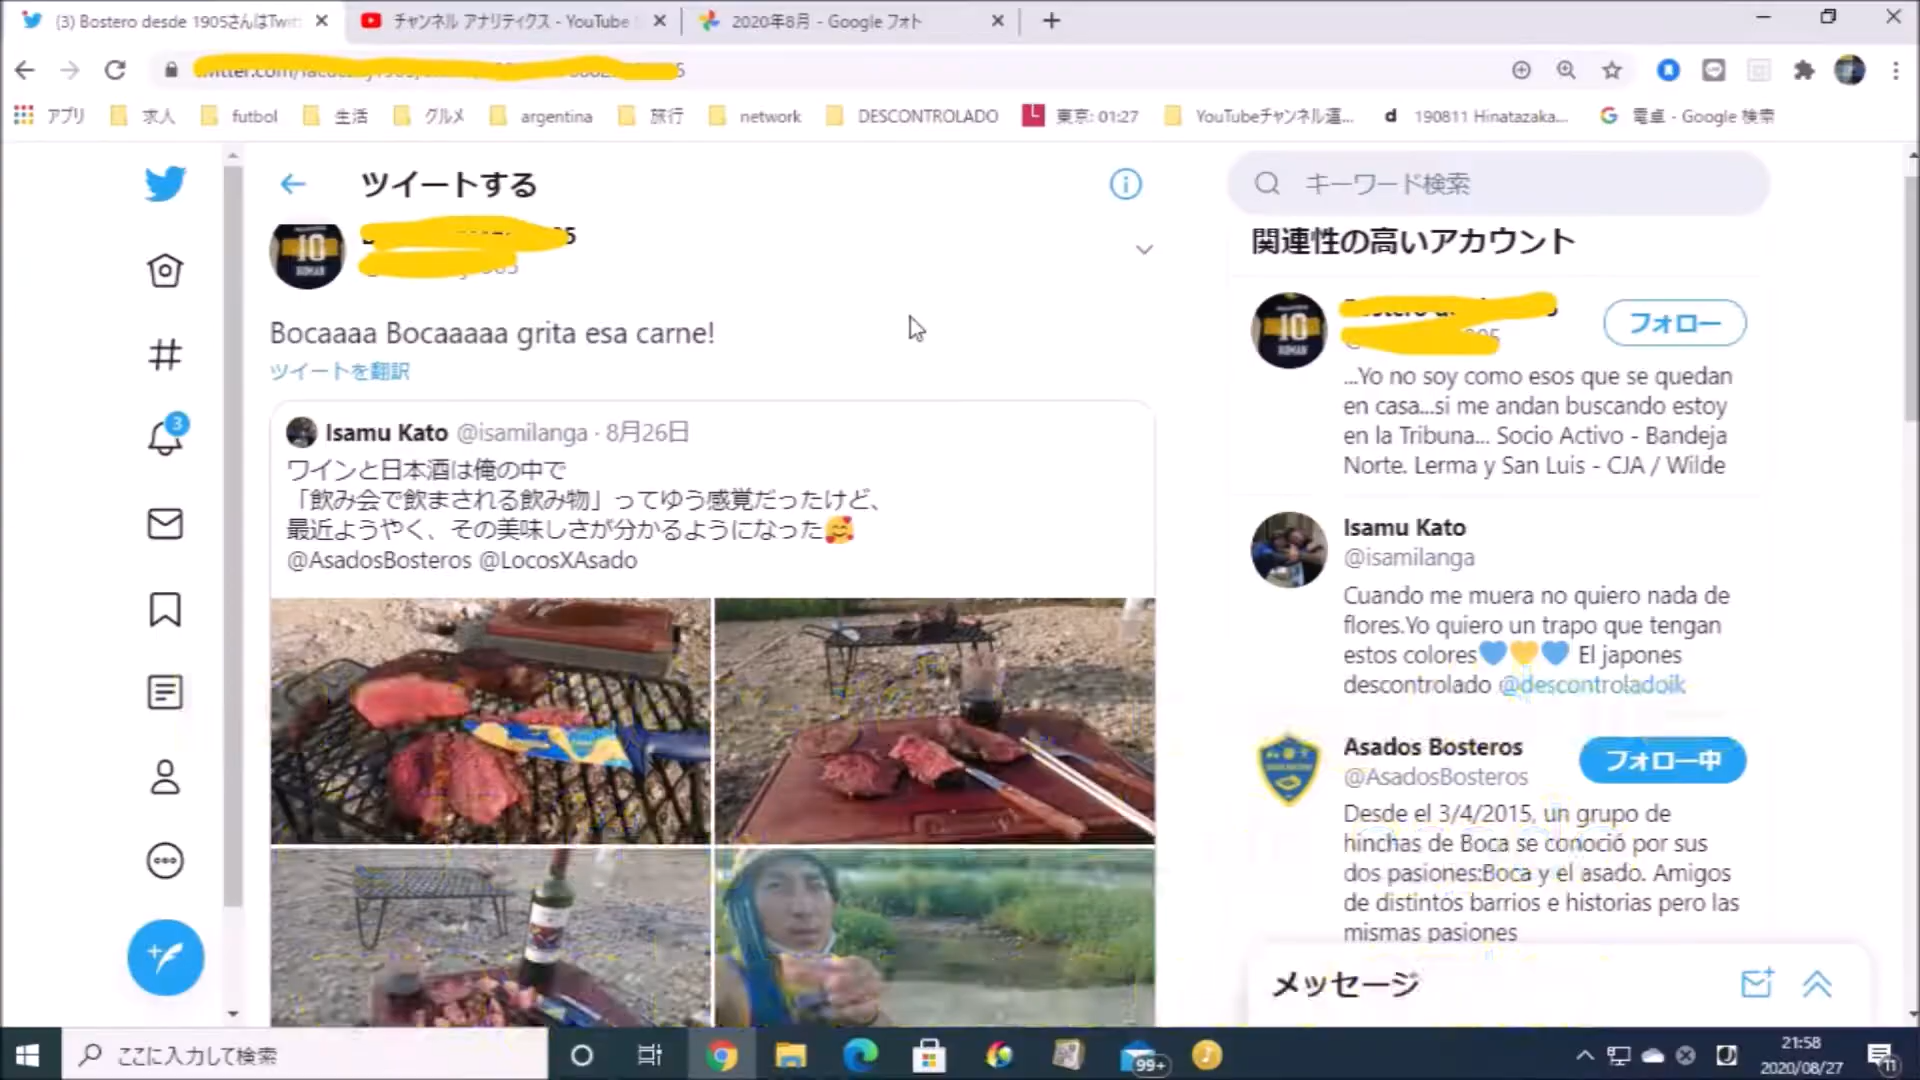 (3) Bostero desde 1905さんはTwit
チャンネル アナリティクス - YouTube
2020年8月 - Google フォト
アプリ 求人 futbol 生活 グルメ argentina 旅行 network DESCONTROLADO 東京: 01:27 YouTubeチャンネル運... 190811 Hinatazaka... 電卓 - Google 検索
ツイートする
キーワード検索
関連性の高いアカウント
10
ROMAN
Bocaaaa Bocaaaaa grita esa carne!
ツイートを翻訳
3
Isamu Kato @isamilanga · 8月26日
ワインと日本酒は俺の中で
「飲み会で飲まされる飲み物」ってゆう感覚だったけど、
最近ようやく、その美味しさが分かるようになった🥰
@AsadosBosteros @LocosXAsado
10
ROMAN
フォロー
...Yo no soy como esos que se quedan
en casa...si me andan buscando estoy
en la Tribuna... Socio Activo - Bandeja
Norte. Lerma y San Luis - CJA / Wilde
Isamu Kato
@isamilanga
Cuando me muera no quiero nada de
flores.Yo quiero un trapo que tengan
estos colores💙💛💙 El japones
descontrolado @descontroladoik
Asados Bosteros
@AsadosBosteros
フォロー中
Desde el 3/4/2015, un grupo de
hinchas de Boca se conoció por sus
dos pasiones:Boca y el asado. Amigos
de distintos barrios e historias pero las
mismas pasiones
メッセージ
ここに入力して検索
99+
21:58
2020/08/27
11